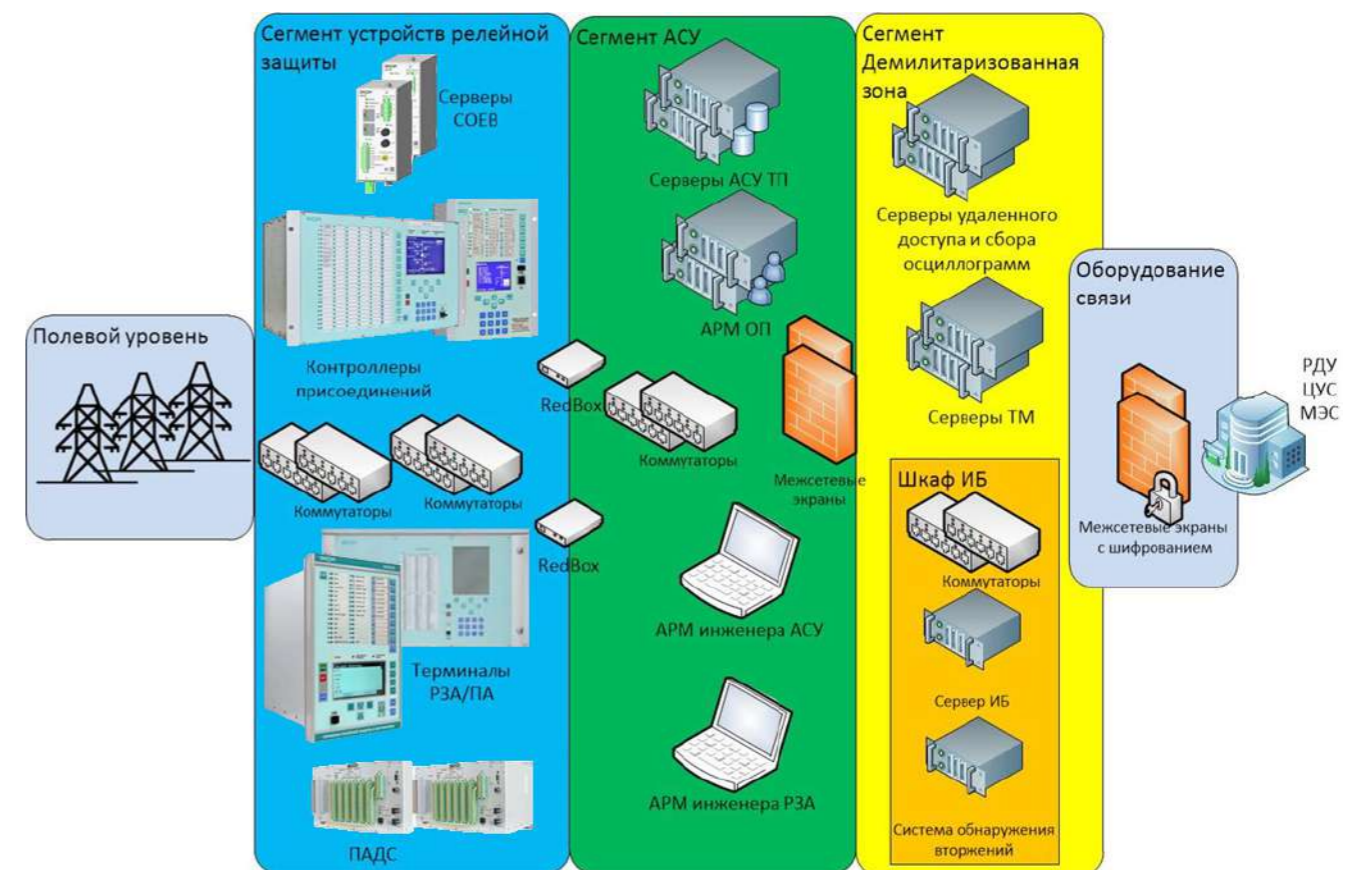 Полевой уровень
Сегмент устройств релейной
защиты
Серверы
СОЕВ
Контроллеры
присоединений
Коммутаторы
Коммутаторы
Терминалы
РЗА/ПА
ПАДС
RedBox
RedBox
Сегмент АСУ
Серверы АСУ ТП
АРМ ОП
Коммутаторы
Межсетевые
экраны
АРМ инженера АСУ
АРМ инженера РЗА
Сегмент
Демилитаризованная
зона
Серверы удаленного
доступа и сбора
осциллограмм
Серверы ТМ
Шкаф ИБ
Коммутаторы
Сервер ИБ
Система обнаружения
вторжений
Оборудование
связи
Межсетевые экраны
с шифрованием
РДУ
ЦУС
МЭС